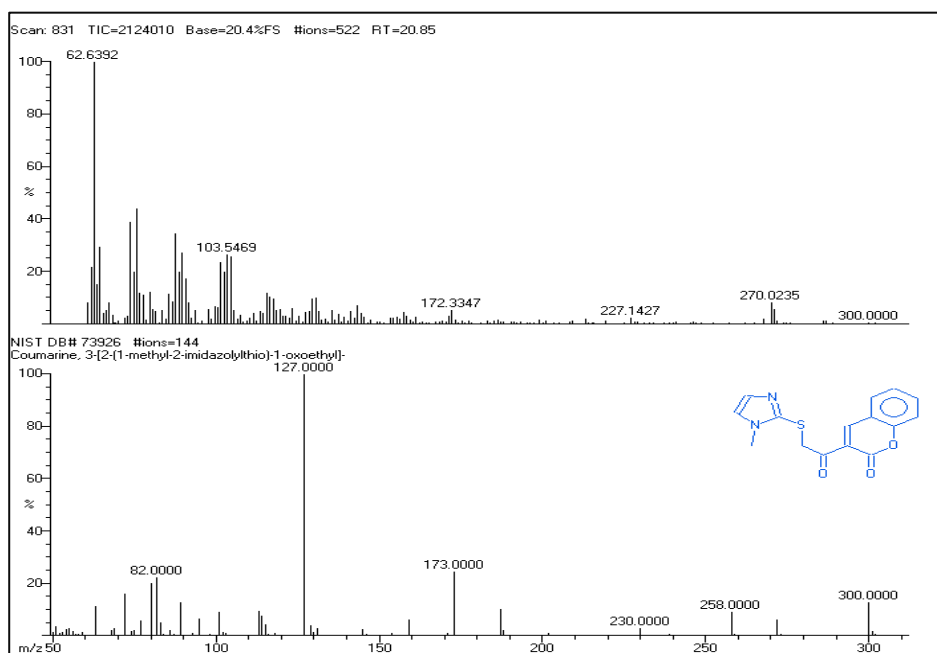 Scan: 831 TIC=2124010 Base=20.4%FS #ions=522 RT=20.85
62.6392
100
80
60
%
40
103.5469
20
172.3347
227.1427
270.0235
300.0000
NIST DB# 73926 #ions=144
Coumarine, 3-[2-(1-methyl-2-imidazolylthio)-1-oxoethyl]-
127.0000
100
80
60
%
40
82.0000
20
173.0000
230.0000
258.0000
300.0000
N
N
S
O
O
O
m/z 50
100
150
200
250
300